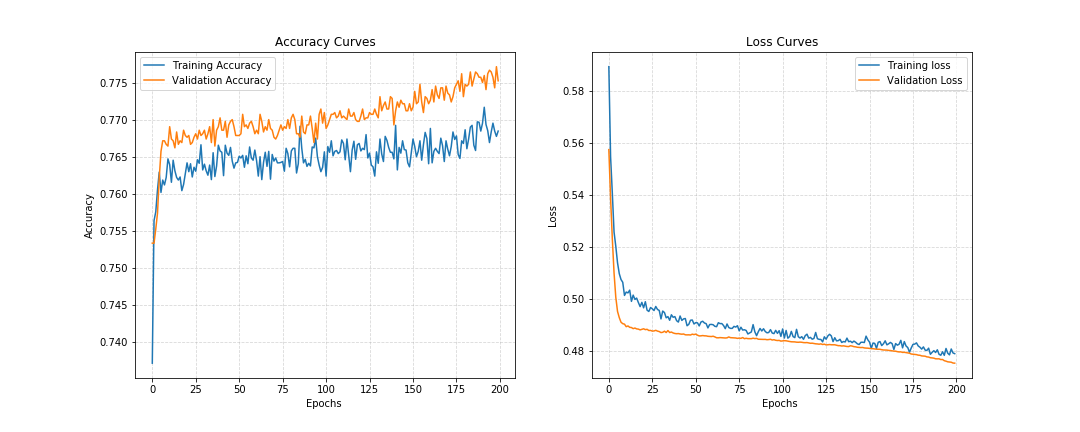 Accuracy Curves
Training Accuracy
Validation Accuracy
0.775
0.770
0.765
0.760
0.755
0.750
0.745
0.740
Accuracy
0 25 50 75 100 125 150 175 200
Epochs
Loss Curves
Training loss
Validation Loss
0.58
0.56
0.54
0.52
0.50
0.48
Loss
0 25 50 75 100 125 150 175 200
Epochs